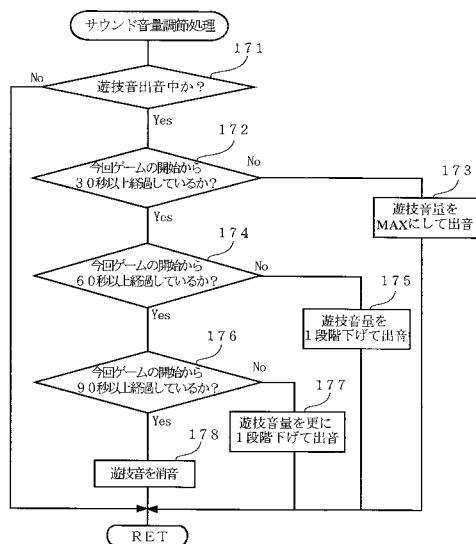 サウンド音量調節処理
171
No
遊技音出音中か？
Yes
172
今回ゲームの開始から
30秒以上経過しているか？
No
173
遊技音量を
MAXにして出音
Yes
174
今回ゲームの開始から
60秒以上経過しているか？
No
175
遊技音量を
1段階下げて出音
Yes
176
今回ゲームの開始から
90秒以上経過しているか？
No
177
遊技音量を更に
1段階下げて出音
Yes
178
遊技音を消音
RET